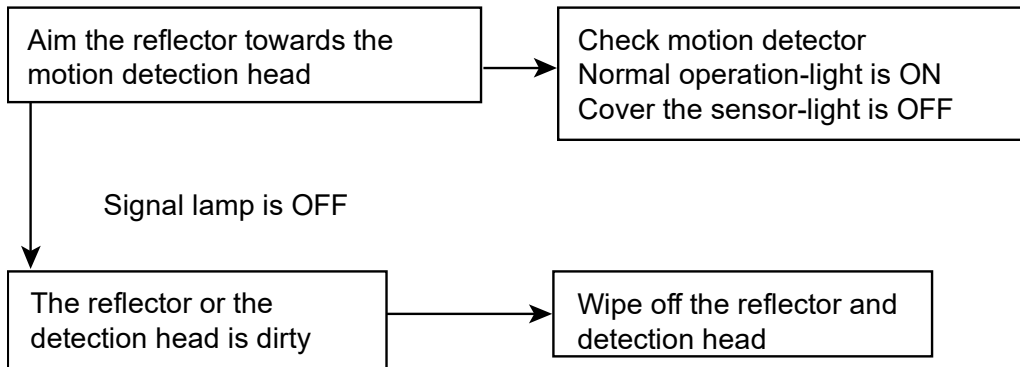 Aim the reflector towards the
motion detection head
Check motion detector
Normal operation-light is ON
Cover the sensor-light is OFF
Signal lamp is OFF
The reflector or the
detection head is dirty
Wipe off the reflector and
detection head